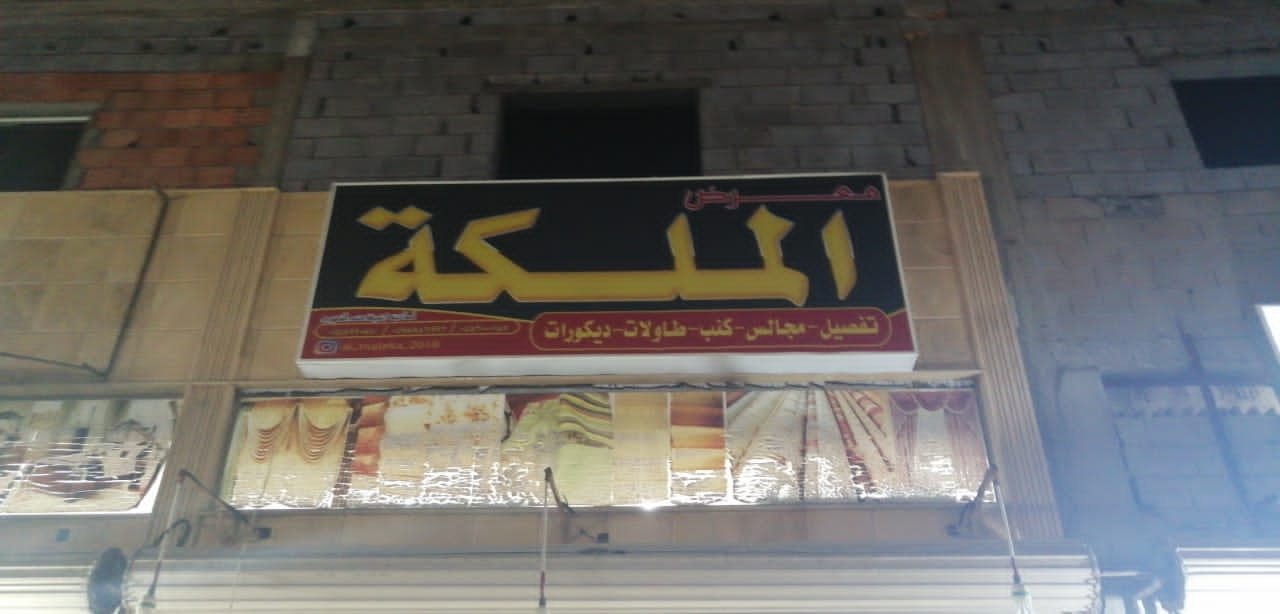 معرض
الملكة
تفصيل - مجالس - كنب - طاولات - ديكورات